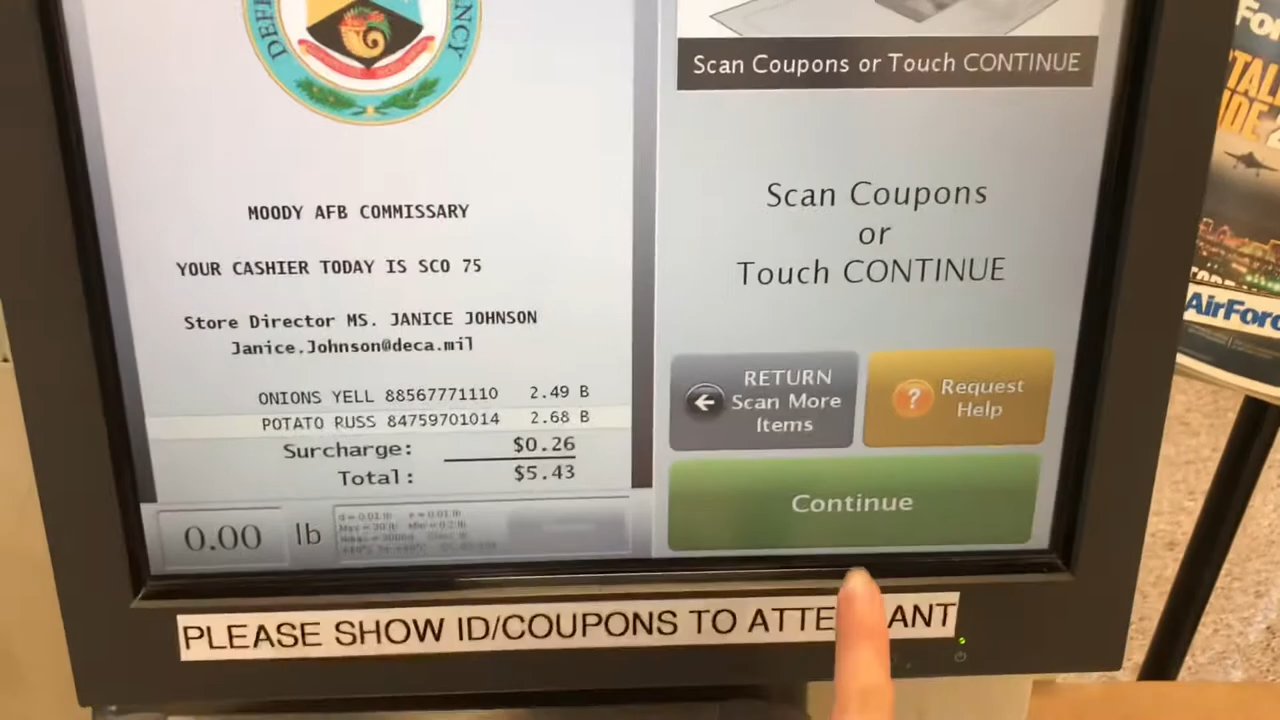 Scan Coupons or Touch CONTINUE
MOODY AFB COMMISSARY
YOUR CASHIER TODAY IS SCO 75
Store Director MS. JANICE JOHNSON
Janice.Johnson@deca.mil
ONIONS YELL 88567771110 2.49 B
POTATO RUSS 84759701014 2.68 B
Surcharge: $0.26
Total: $5.43
0.00 lb
Scan Coupons
or
Touch CONTINUE
RETURN
Scan More
Items
Request
Help
Continue
PLEASE SHOW ID/COUPONS TO ATTE ANT
AirForc